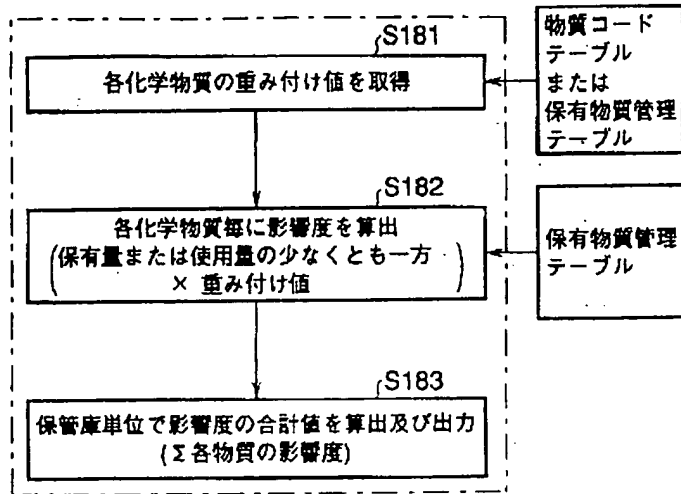 S181
各化学物質の重み付け値を取得
物質コード
テーブル
または
保有物質管理
テーブル
S182
各化学物質毎に影響度を算出
(保有量または使用量の少なくとも一方
× 重み付け値)
保有物質管理
テーブル
S183
保管庫単位で影響度の合計値を算出及び出力
(Σ各物質の影響度)